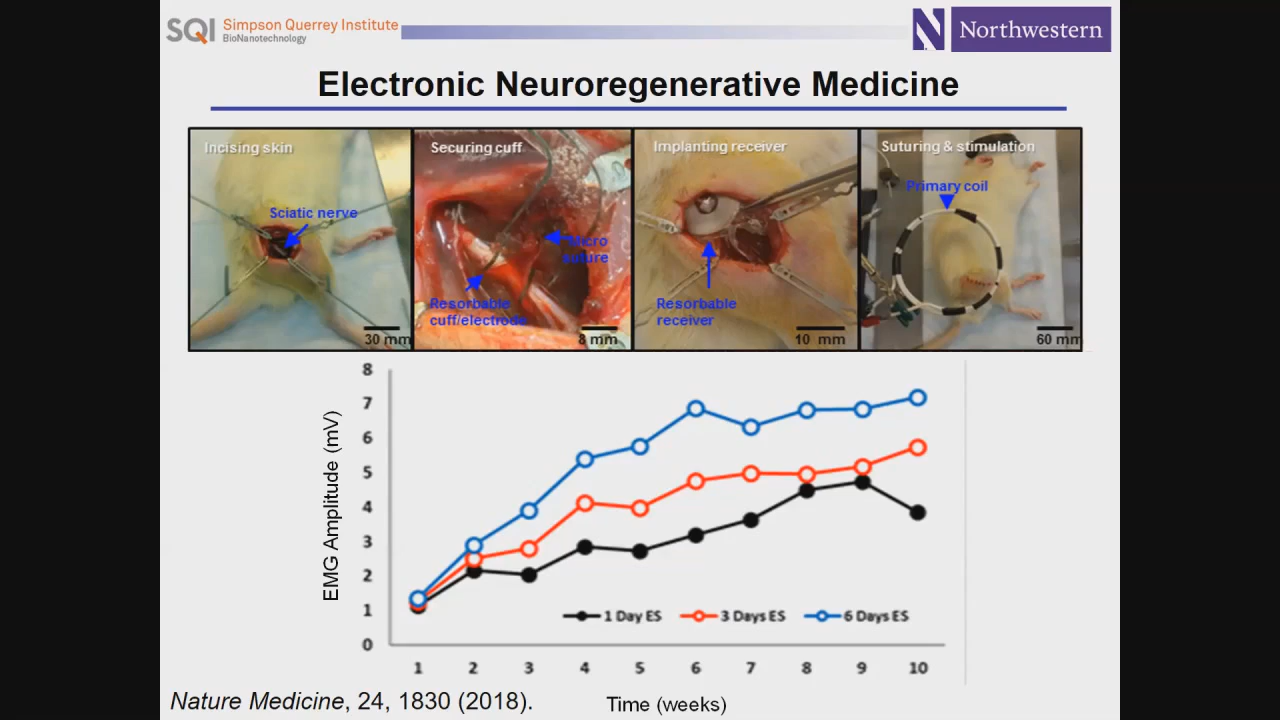 SQI Simpson Querrey Institute
BioNanotechnology
N Northwestern
Electronic Neuroregenerative Medicine
Incising skin
Sciatic nerve
30 mm
Securing cuff
Micro
suture
Resorbable
cuff/electrode
8 mm
Implanting receiver
Resorbable
receiver
10 mm
Suturing & stimulation
Primary coil
60 mm
EMG Amplitude (mV)
8
7
6
5
4
3
2
1
0
1 Day ES 3 Days ES 6 Days ES
1 2 3 4 5 6 7 8 9 10
Time (weeks)
Nature Medicine, 24, 1830 (2018).